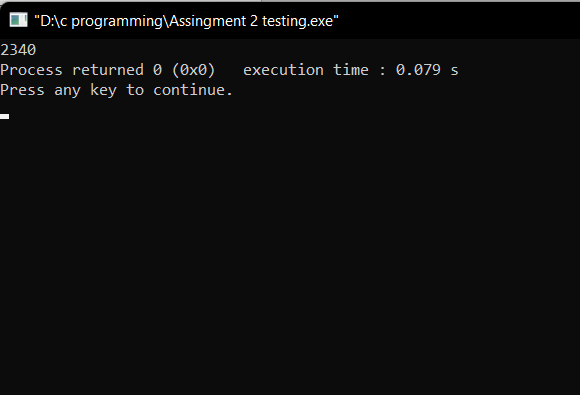 "D:\c programming\Assingment 2 testing.exe"
2340
Process returned 0 (0x0)   execution time : 0.079 s
Press any key to continue.